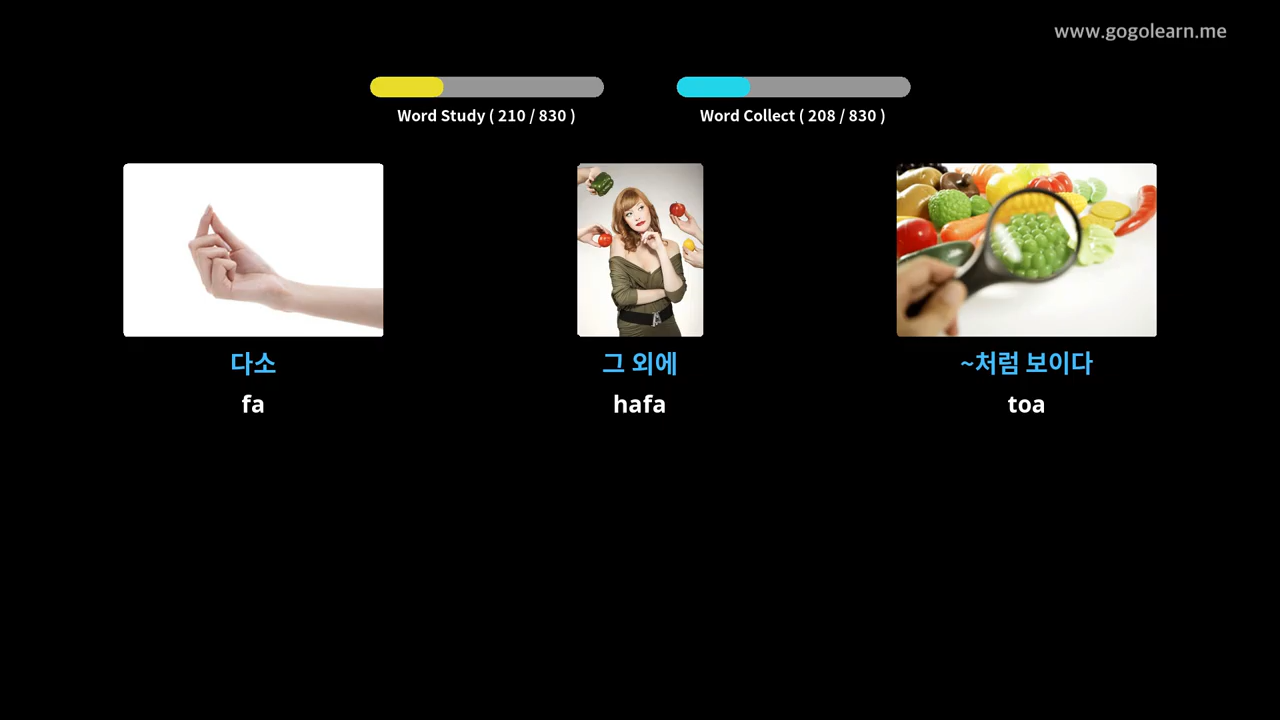 www.gogolearn.me
Word Study ( 210 / 830 )
Word Collect ( 208 / 830 )
다소
fa
그 외에
hafa
~처럼 보이다
toa